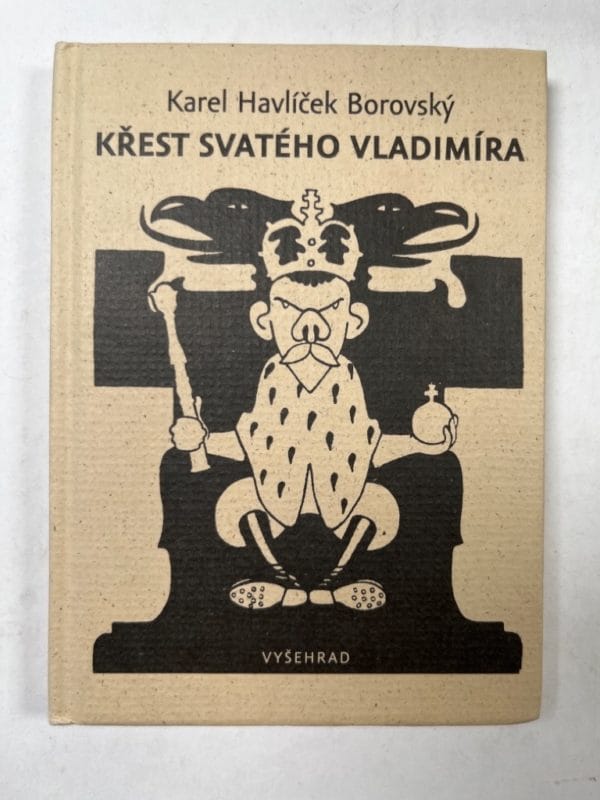 Karel Havlíček Borovský
KŘEST SVATÉHO VLADIMÍRA
VYŠEHRAD